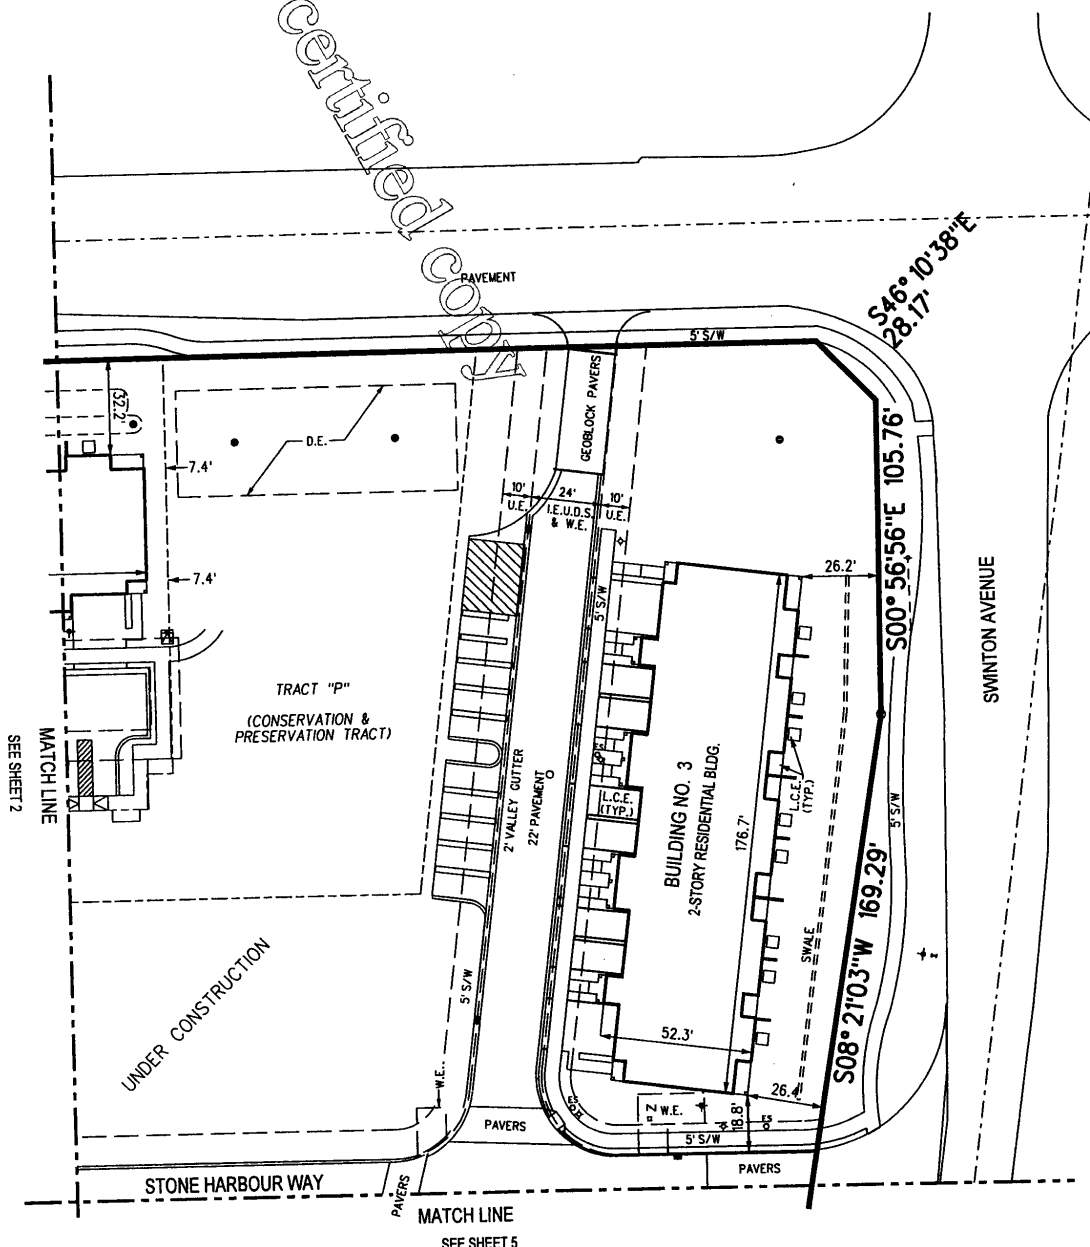 certified copy
PAVEMENT
5' S/W
S46° 10'38"E
28.17'
GEOBLOCK PAVERS
32.2'
D.E.
7.4'
S00° 56'56"E 105.76'
10'
U.E.
24'
I.E.U.D.S.
& W.E.
10'
U.E.
7.4'
26.2'
5' S/W
SWINTON AVENUE
TRACT "P"
(CONSERVATION &
PRESERVATION TRACT)
MATCH LINE
SEE SHEET 2
2' VALLEY GUTTER
22' PAVEMENT
ES
L.C.E.
(TYP.)
BUILDING NO. 3
2-STORY RESIDENTIAL BLDG.
176.7'
L.C.E.
(TYP.)
5' S/W
S08° 21'03"W 169.29'
SWALE
UNDER CONSTRUCTION
5' S/W
52.3'
W.E.
26.4'
ES
W.E.
18.8'
ES
PAVERS
5' S/W
PAVERS
STONE HARBOUR WAY
PAVERS
MATCH LINE
SEE SHEET 5